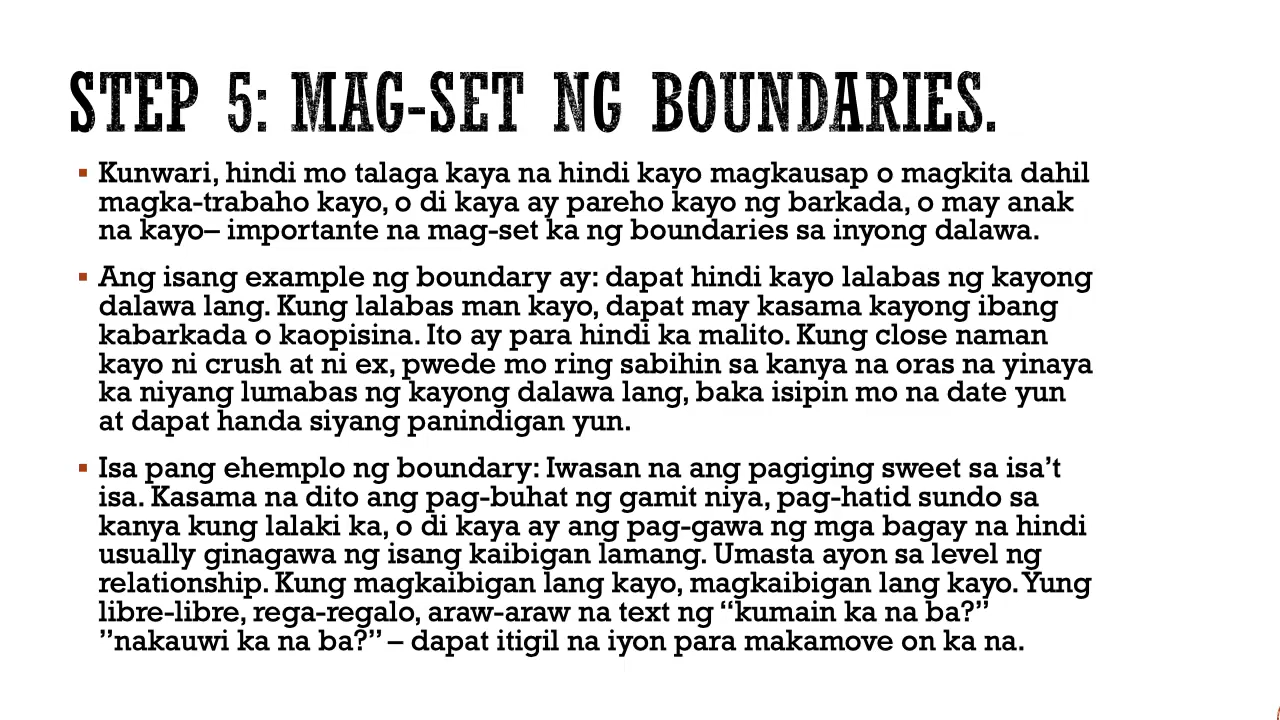 STEP 5: MAG-SET NG BOUNDARIES.
▪ Kunwari, hindi mo talaga kaya na hindi kayo magkausap o magkita dahil
magka-trabaho kayo, o di kaya ay pareho kayo ng barkada, o may anak
na kayo– importante na mag-set ka ng boundaries sa inyong dalawa.
▪ Ang isang example ng boundary ay: dapat hindi kayo lalabas ng kayong
dalawa lang. Kung lalabas man kayo, dapat may kasama kayong ibang
kabarkada o kaopisina. Ito ay para hindi ka malito. Kung close naman
kayo ni crush at ni ex, pwede mo ring sabihin sa kanya na oras na yinaya
ka niyang lumabas ng kayong dalawa lang, baka isipin mo na date yun
at dapat handa siyang panindigan yun.
▪ Isa pang ehemplo ng boundary: Iwasan na ang pagiging sweet sa isa’t
isa. Kasama na dito ang pag-buhat ng gamit niya, pag-hatid sundo sa
kanya kung lalaki ka, o di kaya ay ang pag-gawa ng mga bagay na hindi
usually ginagawa ng isang kaibigan lamang. Umasta ayon sa level ng
relationship. Kung magkaibigan lang kayo, magkaibigan lang kayo. Yung
libre-libre, rega-regalo, araw-araw na text ng “kumain ka na ba?”
”nakauwi ka na ba?” – dapat itigil na iyon para makamove on ka na.